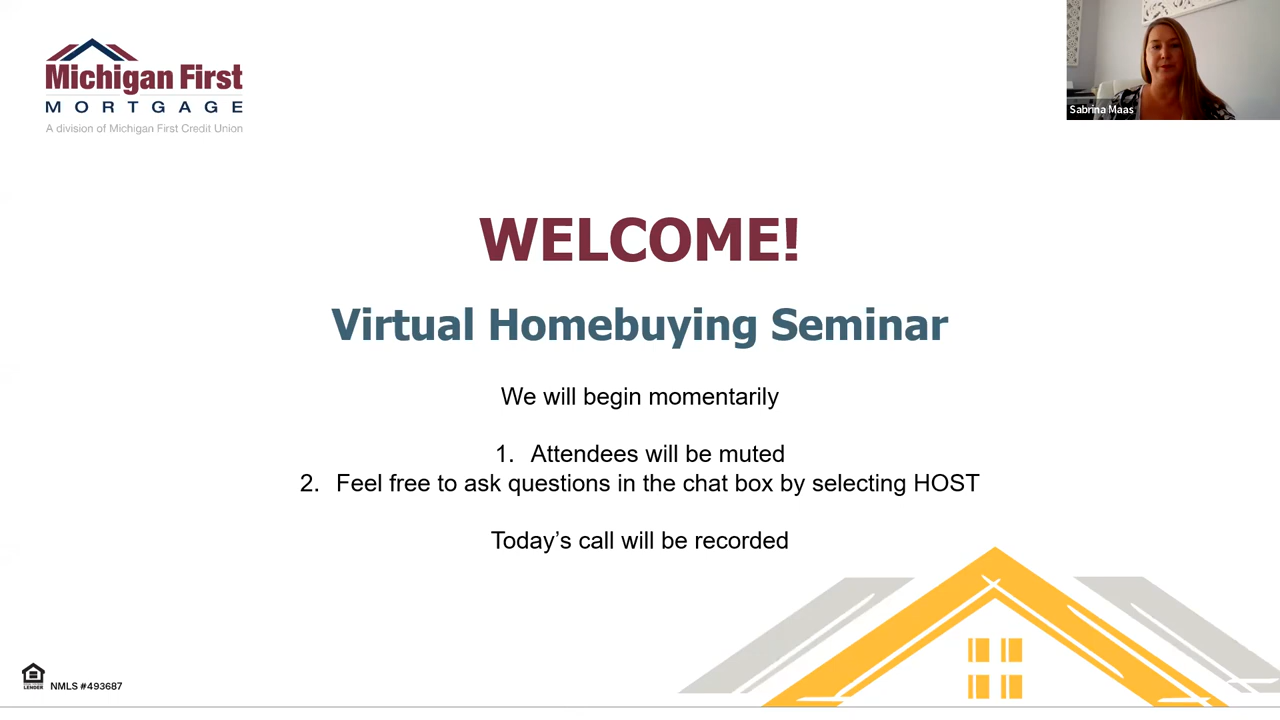 Michigan First
MORTGAGE
A division of Michigan First Credit Union
Sabrina Maas
WELCOME!
Virtual Homebuying Seminar
We will begin momentarily
1. Attendees will be muted
2. Feel free to ask questions in the chat box by selecting HOST
Today's call will be recorded
NMLS #493687